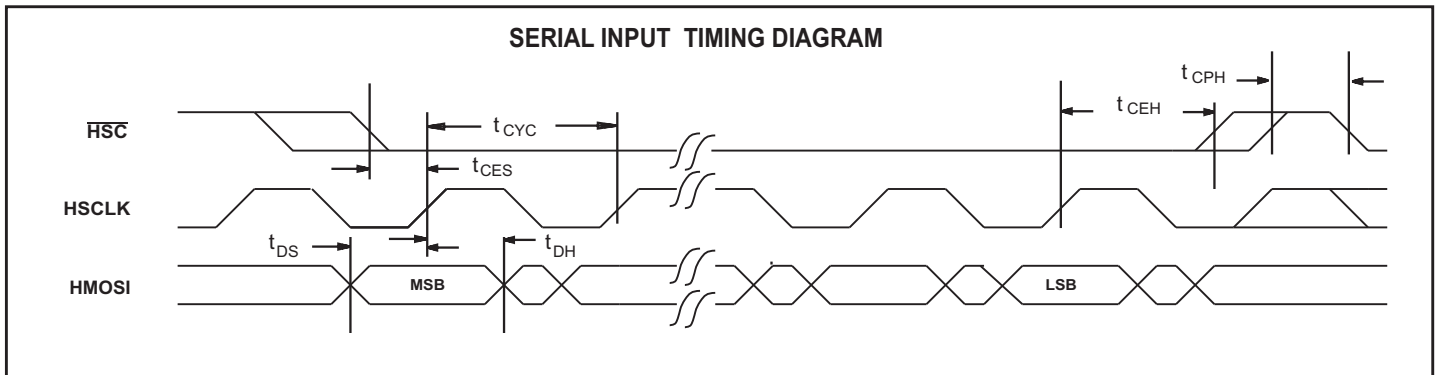 SERIAL INPUT TIMING DIAGRAM
t CPH
t CEH
HSC
t CYC
t CES
HSCLK
t DS
t DH
HMOSI
MSB
LSB